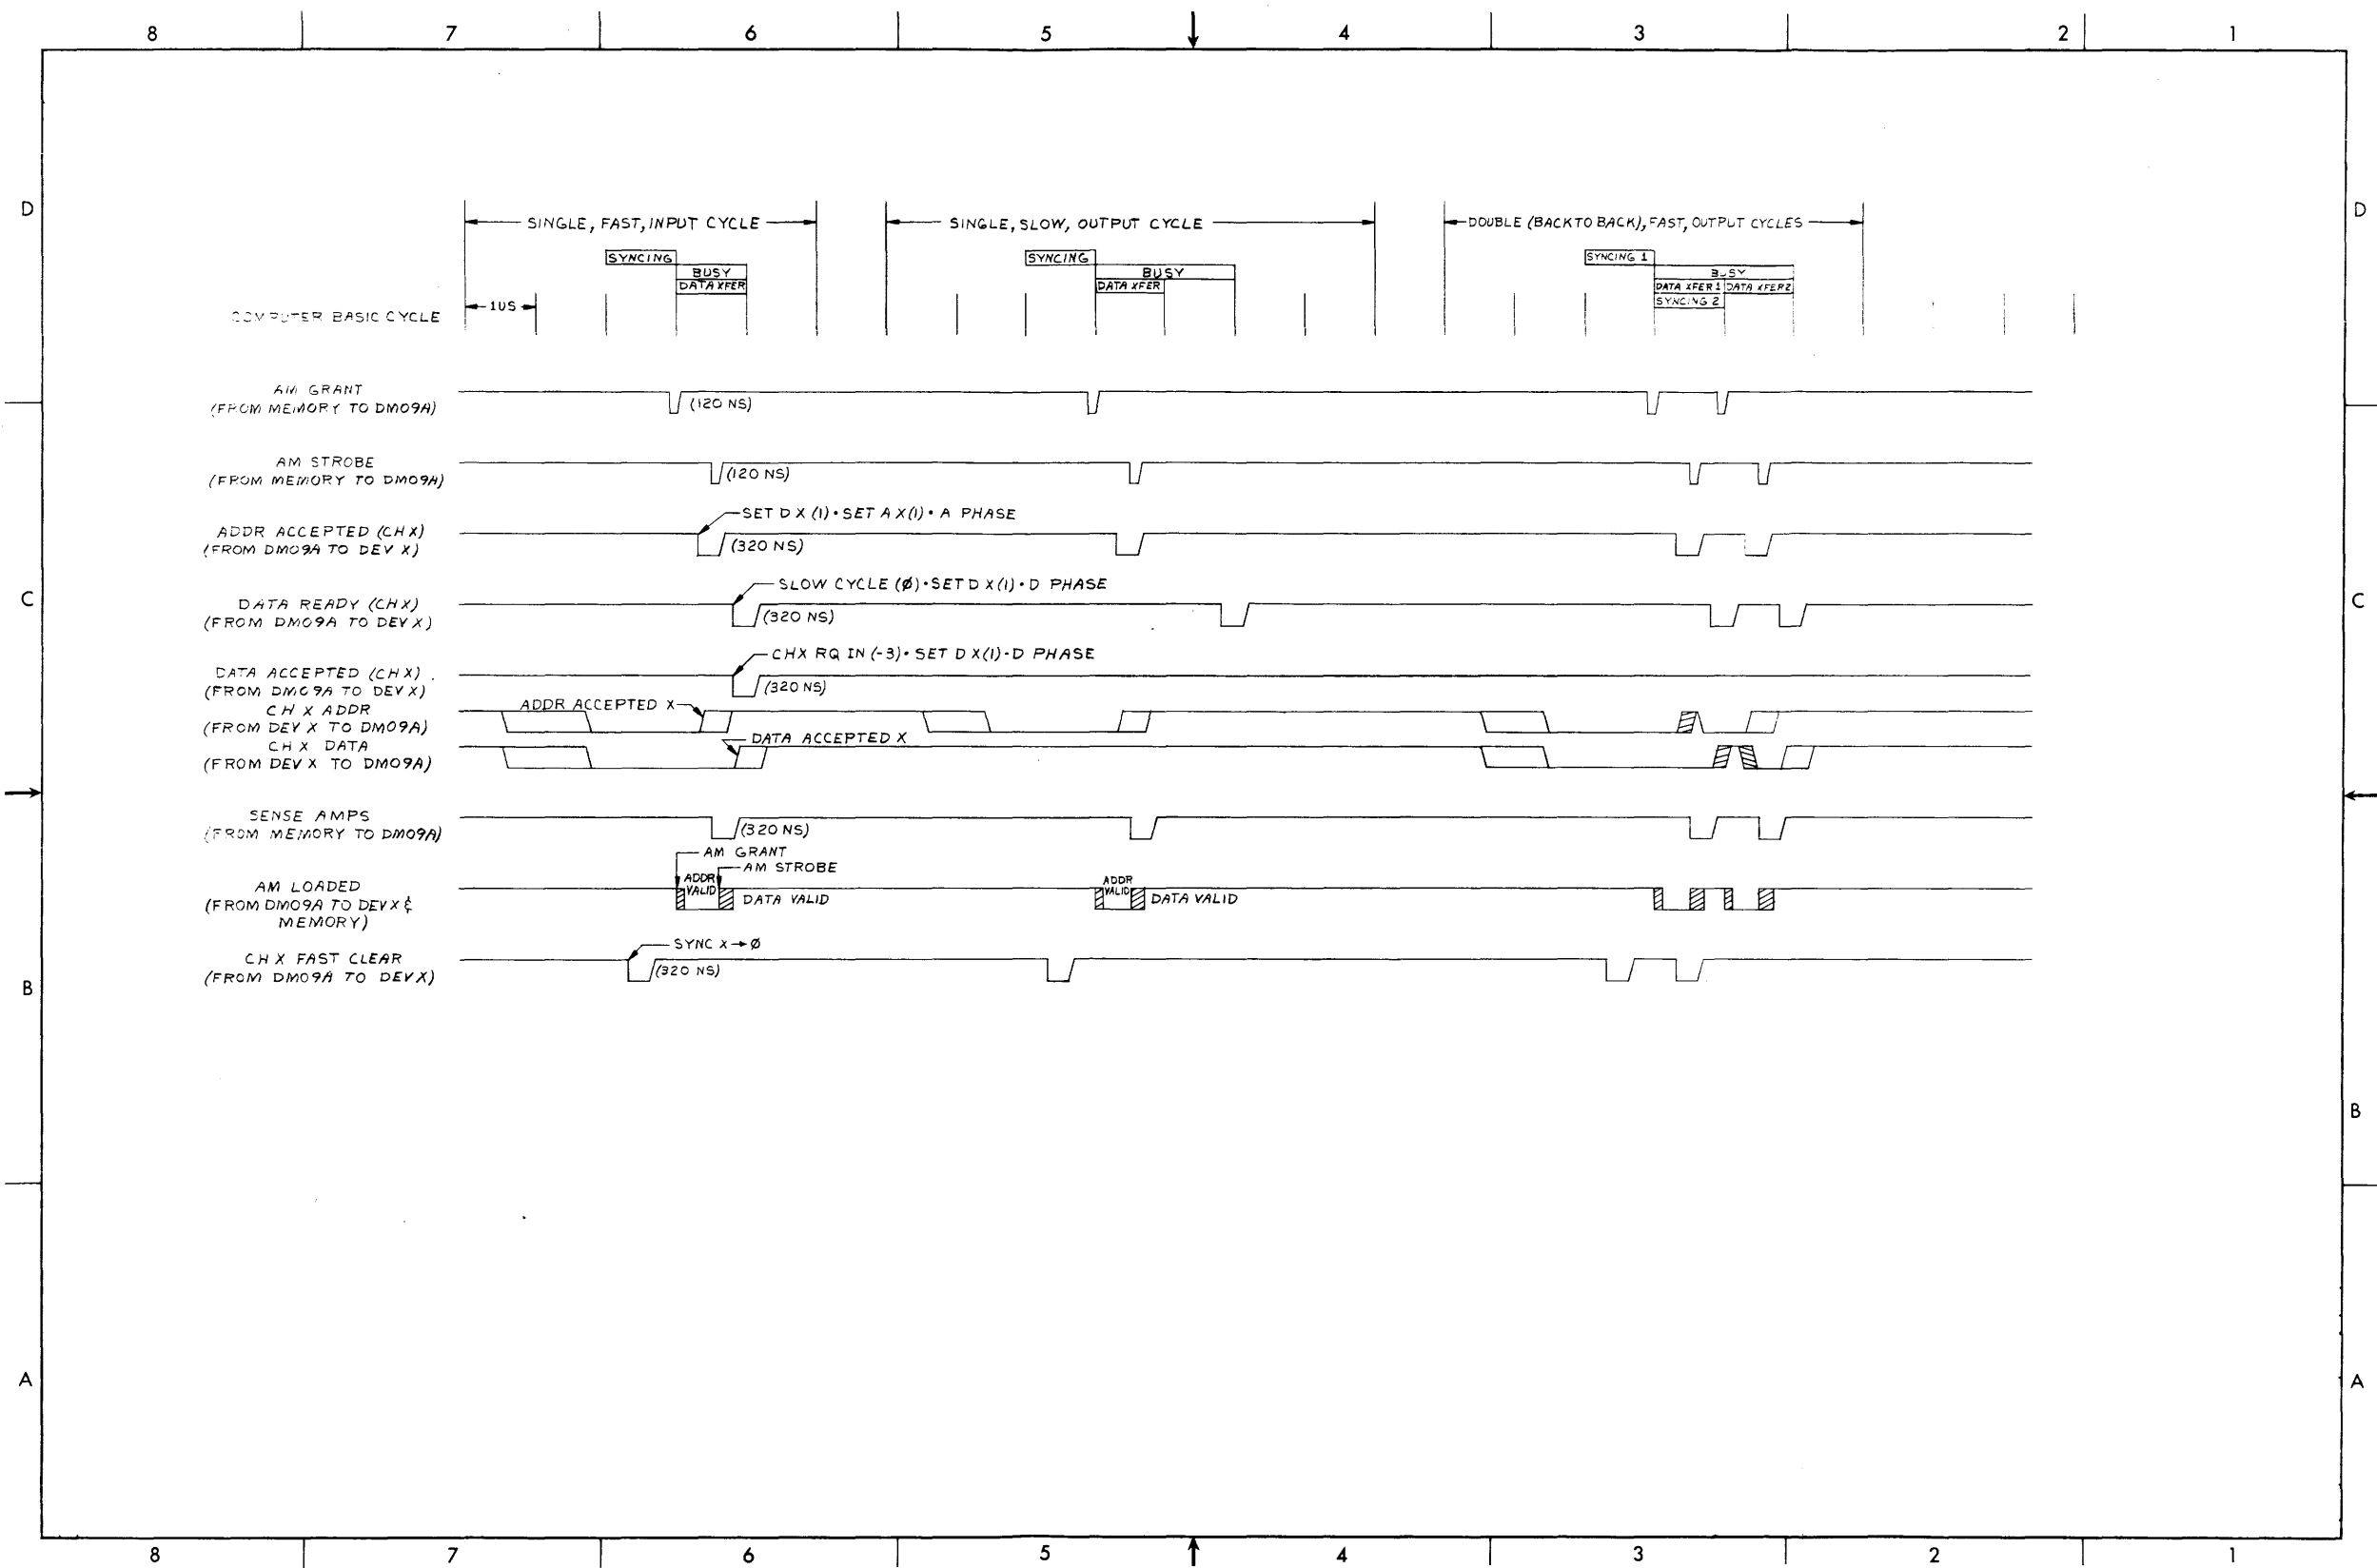 8 7 6 5 4 3 2 1
D D
SINGLE, FAST, INPUT CYCLE
SINGLE, SLOW, OUTPUT CYCLE
DOUBLE (BACK TO BACK), FAST, OUTPUT CYCLES
SYNCING
SYNCING
SYNCING 1
BUSY
BUSY
BUSY
DATA XFER
DATA XFER
DATA XFER 1 DATA XFER 2
SYNCING 2
1US
COMPUTER BASIC CYCLE
AM GRANT
(FROM MEMORY TO DM09A)
(120 NS)
AM STROBE
(FROM MEMORY TO DM09A)
(120 NS)
SET D X (1) • SET A X (1) • A PHASE
ADDR ACCEPTED (CH X)
(FROM DM09A TO DEV X)
(320 NS)
SLOW CYCLE (Ø) • SET D X (1) • D PHASE
C C
DATA READY (CH X)
(FROM DM09A TO DEV X)
(320 NS)
CHX RQ IN (-3) • SET D X (1) • D PHASE
DATA ACCEPTED (CH X)
(FROM DM09A TO DEV X)
(320 NS)
ADDR ACCEPTED X
CH X ADDR
(FROM DEV X TO DM09A)
DATA ACCEPTED X
CH X DATA
(FROM DEV X TO DM09A)
SENSE AMPS
(FROM MEMORY TO DM09A)
(320 NS)
AM GRANT
AM STROBE
ADDR
VALID
DATA VALID
ADDR
VALID
DATA VALID
AM LOADED
(FROM DM09A TO DEV X &
MEMORY)
SYNC X → Ø
CH X FAST CLEAR
(FROM DM09A TO DEV X)
(320 NS)
B B
A A
8 7 6 5 4 3 2 1